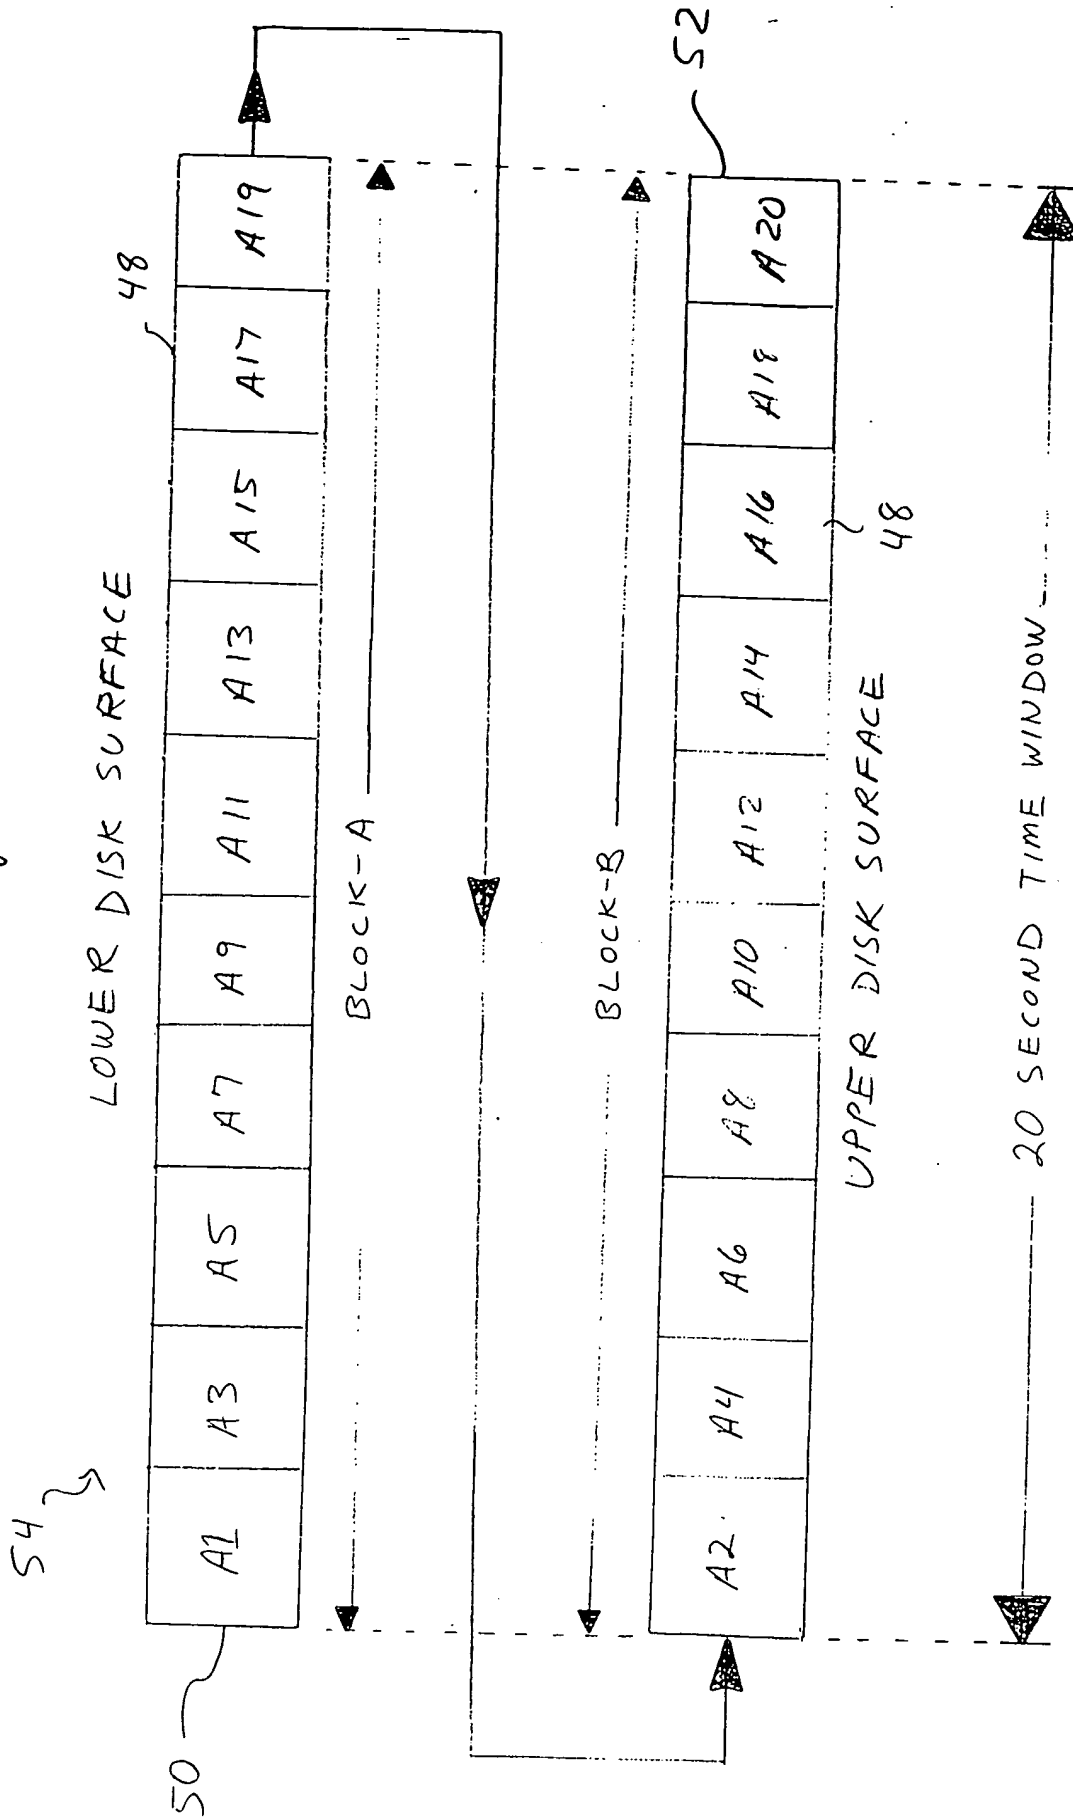 54
LOWER DISK SURFACE
48
50
A1 A3 A5 A7 A9 A11 A13 A15 A17 A19
BLOCK-A
BLOCK-B
52
A2 A4 A6 A8 A10 A12 A14 A16 A18 A20
48
UPPER DISK SURFACE
20 SECOND TIME WINDOW